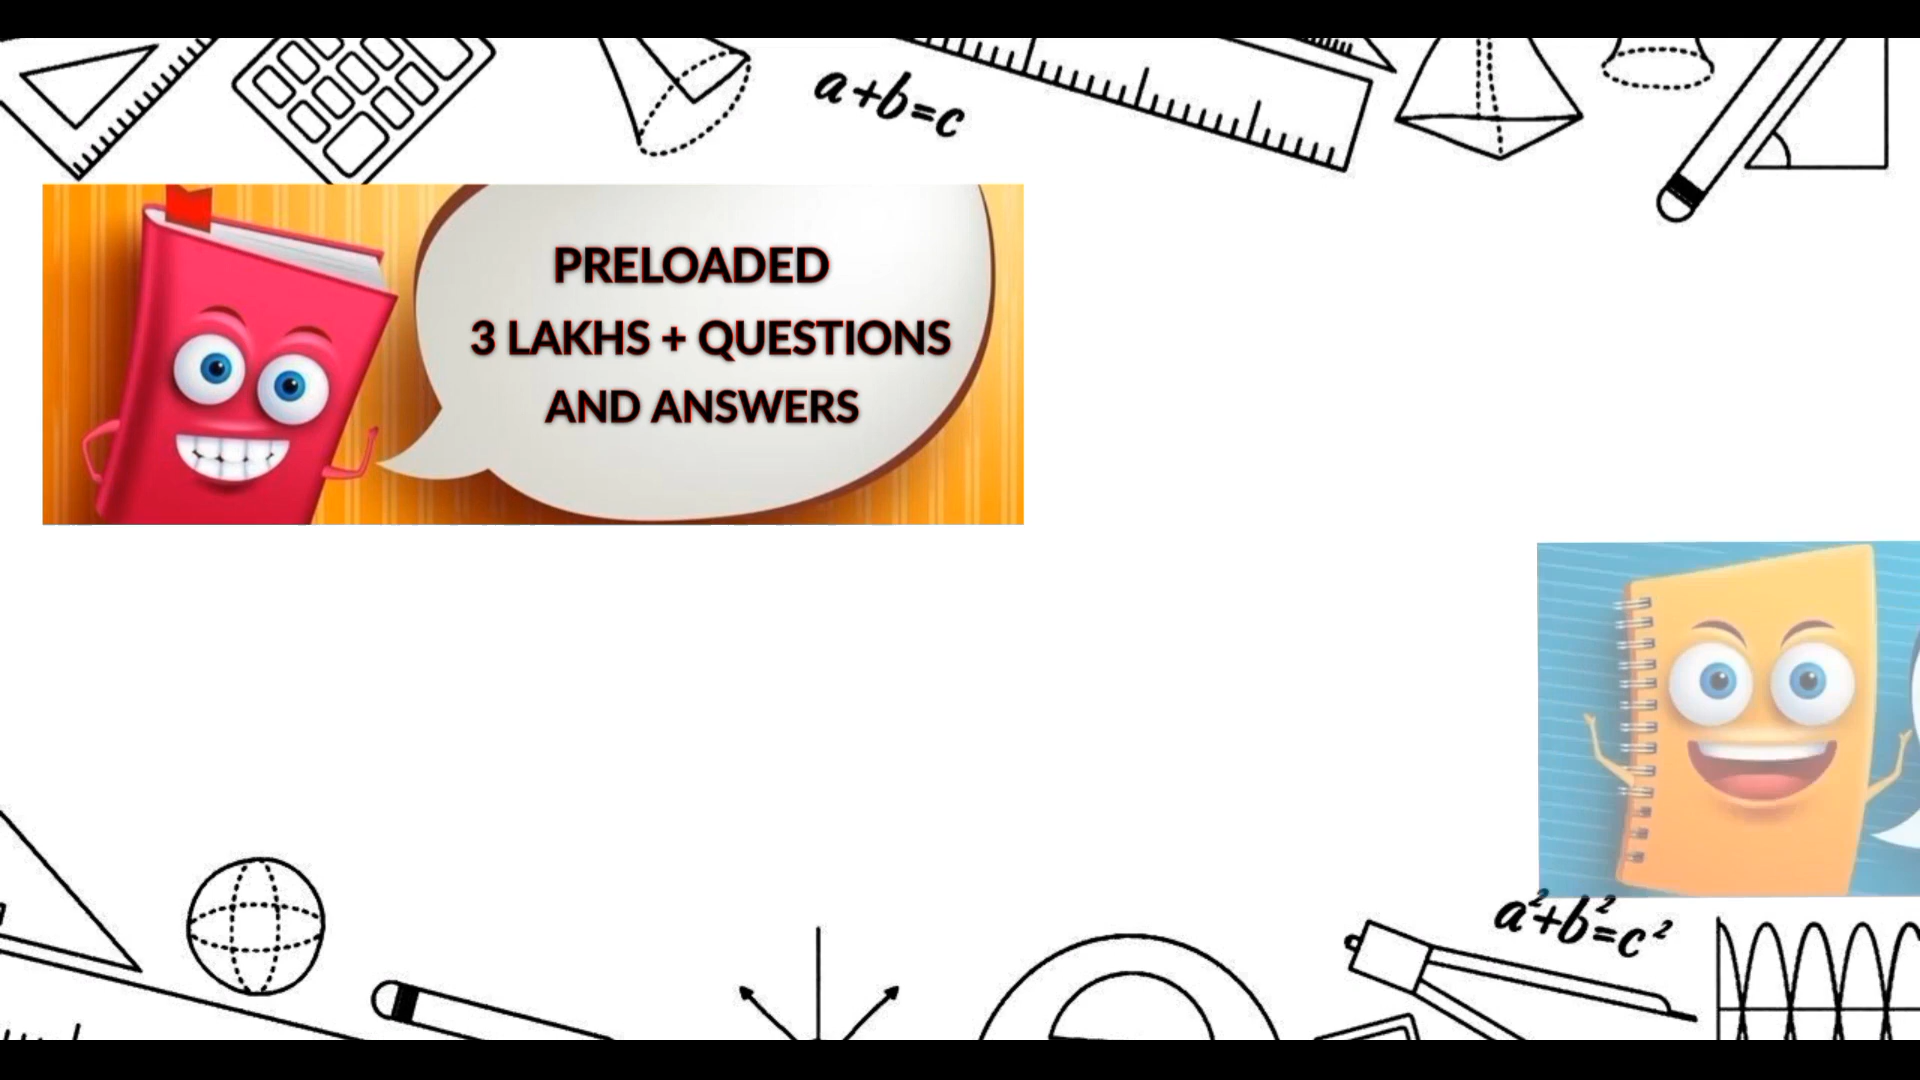 a+b=c
PRELOADED
3 LAKHS + QUESTIONS
AND ANSWERS
a²+b²=c²